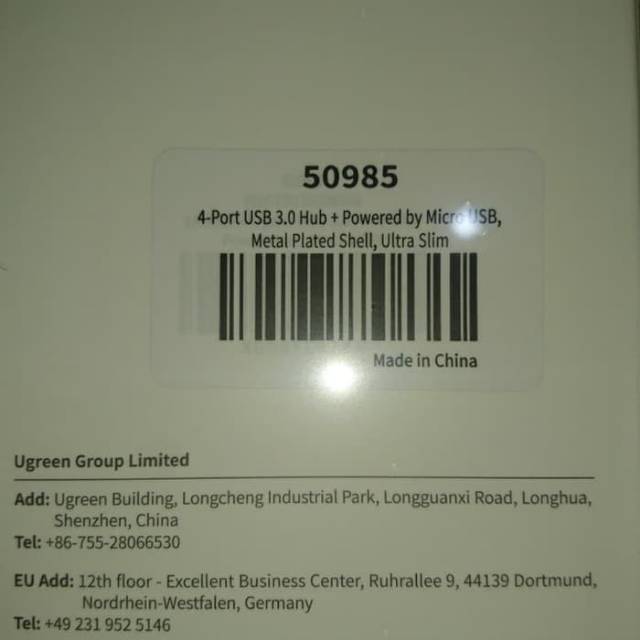 50985
4-Port USB 3.0 Hub + Powered by Micro USB,
Metal Plated Shell, Ultra Slim
Made in China
Ugreen Group Limited
Add: Ugreen Building, Longcheng Industrial Park, Longguanxi Road, Longhua,
Shenzhen, China
Tel: +86-755-28066530
EU Add: 12th floor - Excellent Business Center, Ruhrallee 9, 44139 Dortmund,
Nordrhein-Westfalen, Germany
Tel: +49 231 952 5146